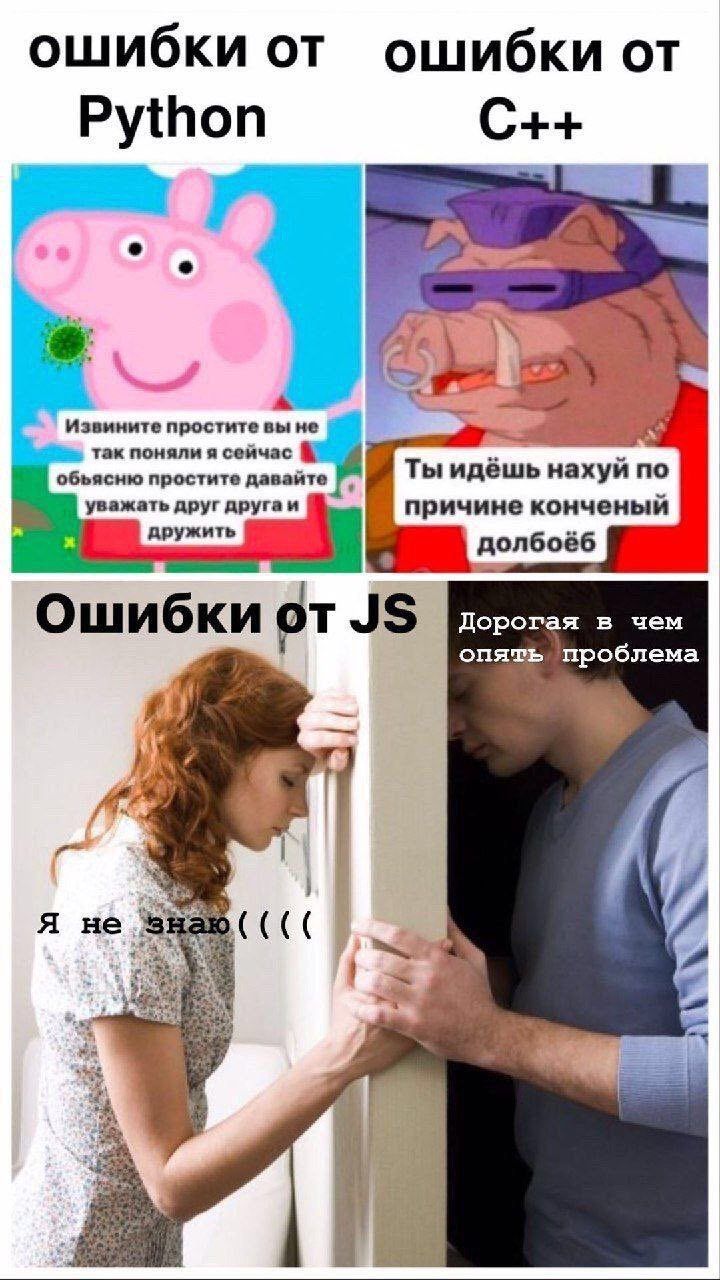 ошибки от
Python
ошибки от
C++
Извините простите вы не
так поняли я сейчас
обьясню простите давайте
уважать друг друга и
дружить
Ты идёшь нахуй по
причине конченый
долбоёб
Ошибки от JS
Дорогая в чем
опять проблема
Я не знаю((((